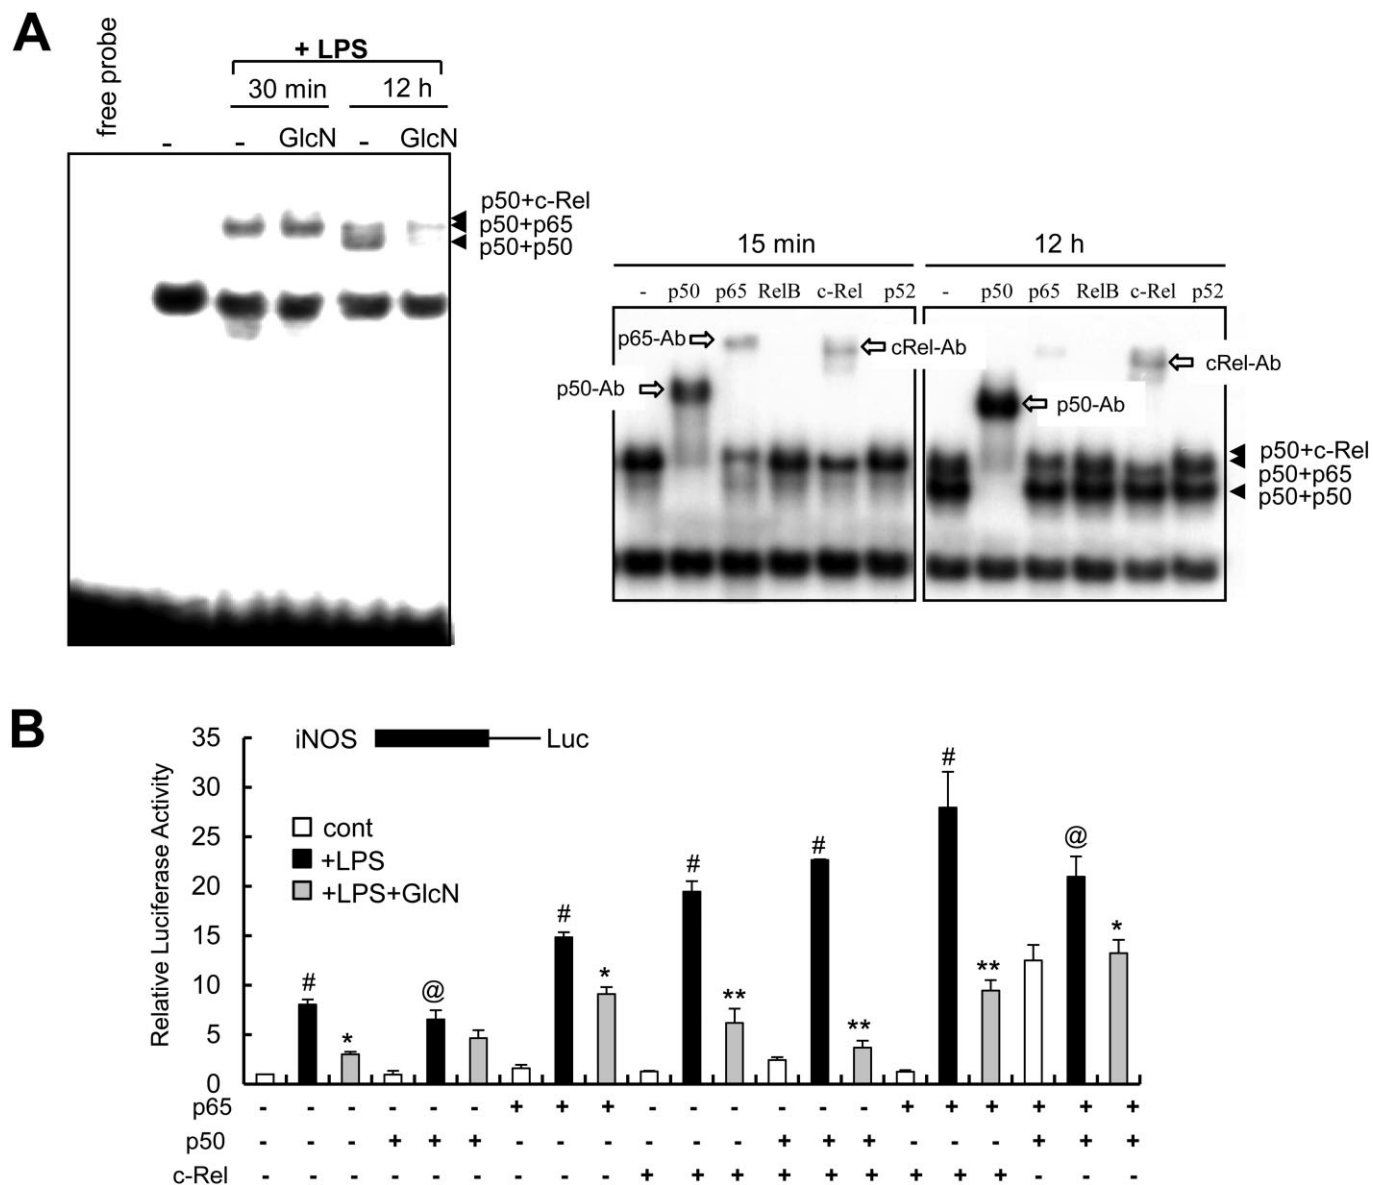 A
free probe
+ LPS
30 min 12 h
- - GlcN - GlcN
p50+c-Rel
p50+p65
p50+p50
15 min 12 h
- p50 p65 RelB c-Rel p52 - p50 p65 RelB c-Rel p52
p65-Ab cRel-Ab cRel-Ab
p50-Ab p50-Ab
p50+c-Rel
p50+p65
p50+p50
B
iNOS Luc
Relative Luciferase Activity
35
30
25
20
15
10
5
0
cont
+LPS
+LPS+GlcN
# * @ # * # ** # ** # ** @ *
p65 - - - - - - + + + - - - - - - + + + + + +
p50 - - - + + + - - - - - - + + + - - - + + +
c-Rel - - - - - - - - - + + + + + + + + + - - -